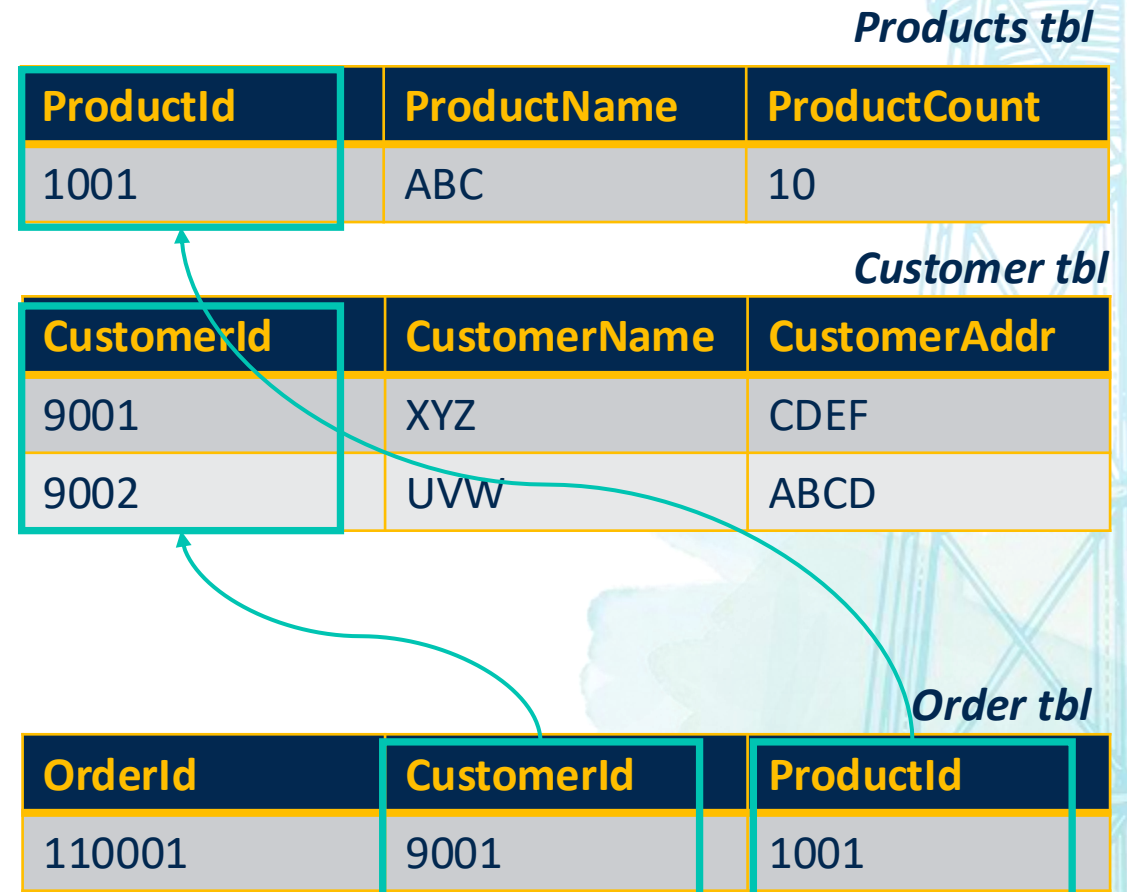 Products tbl
ProductId ProductName ProductCount
1001 ABC 10
Customer tbl
CustomerId CustomerName CustomerAddr
9001 XYZ CDEF
9002 UVW ABCD
Order tbl
OrderId CustomerId ProductId
110001 9001 1001